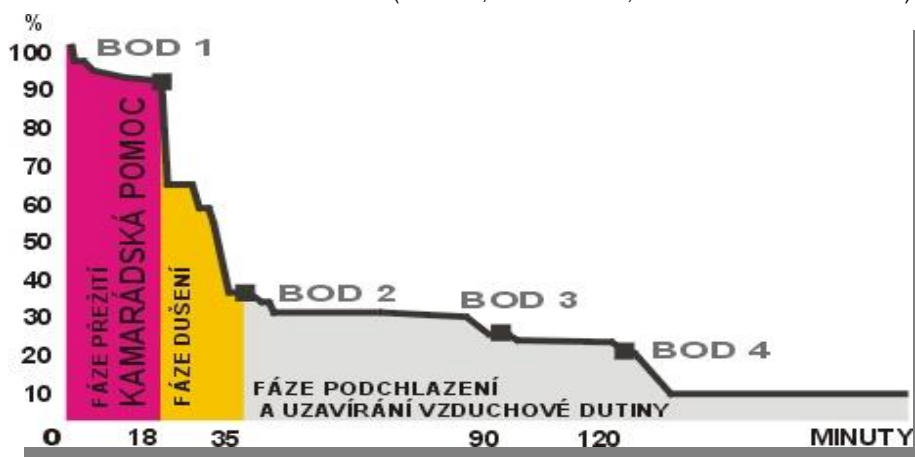 %
100
90
80
70
60
50
40
30
20
10
BOD 1
BOD 2
BOD 3
BOD 4
FÁZE PŘEŽITÍ
KAMARÁDSKÁ POMOC
FÁZE DUŠENÍ
FÁZE PODCHLAZENÍ
A UZAVÍRÁNÍ VZDUCHOVÉ DUTINY
0 18 35 90 120 MINUTY